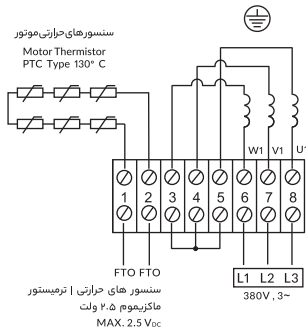 سنسورهای حرارتی موتور
Motor Thermistor
PTC Type 130° C
W1 V1 U1
1 2 3 4 5 6 7 8
FTO FTO
L1 L2 L3
380V, 3~
سنسور های حرارتی | ترمیستور
ماکزیموم ۲.۵ ولت
MAX. 2.5 VDC